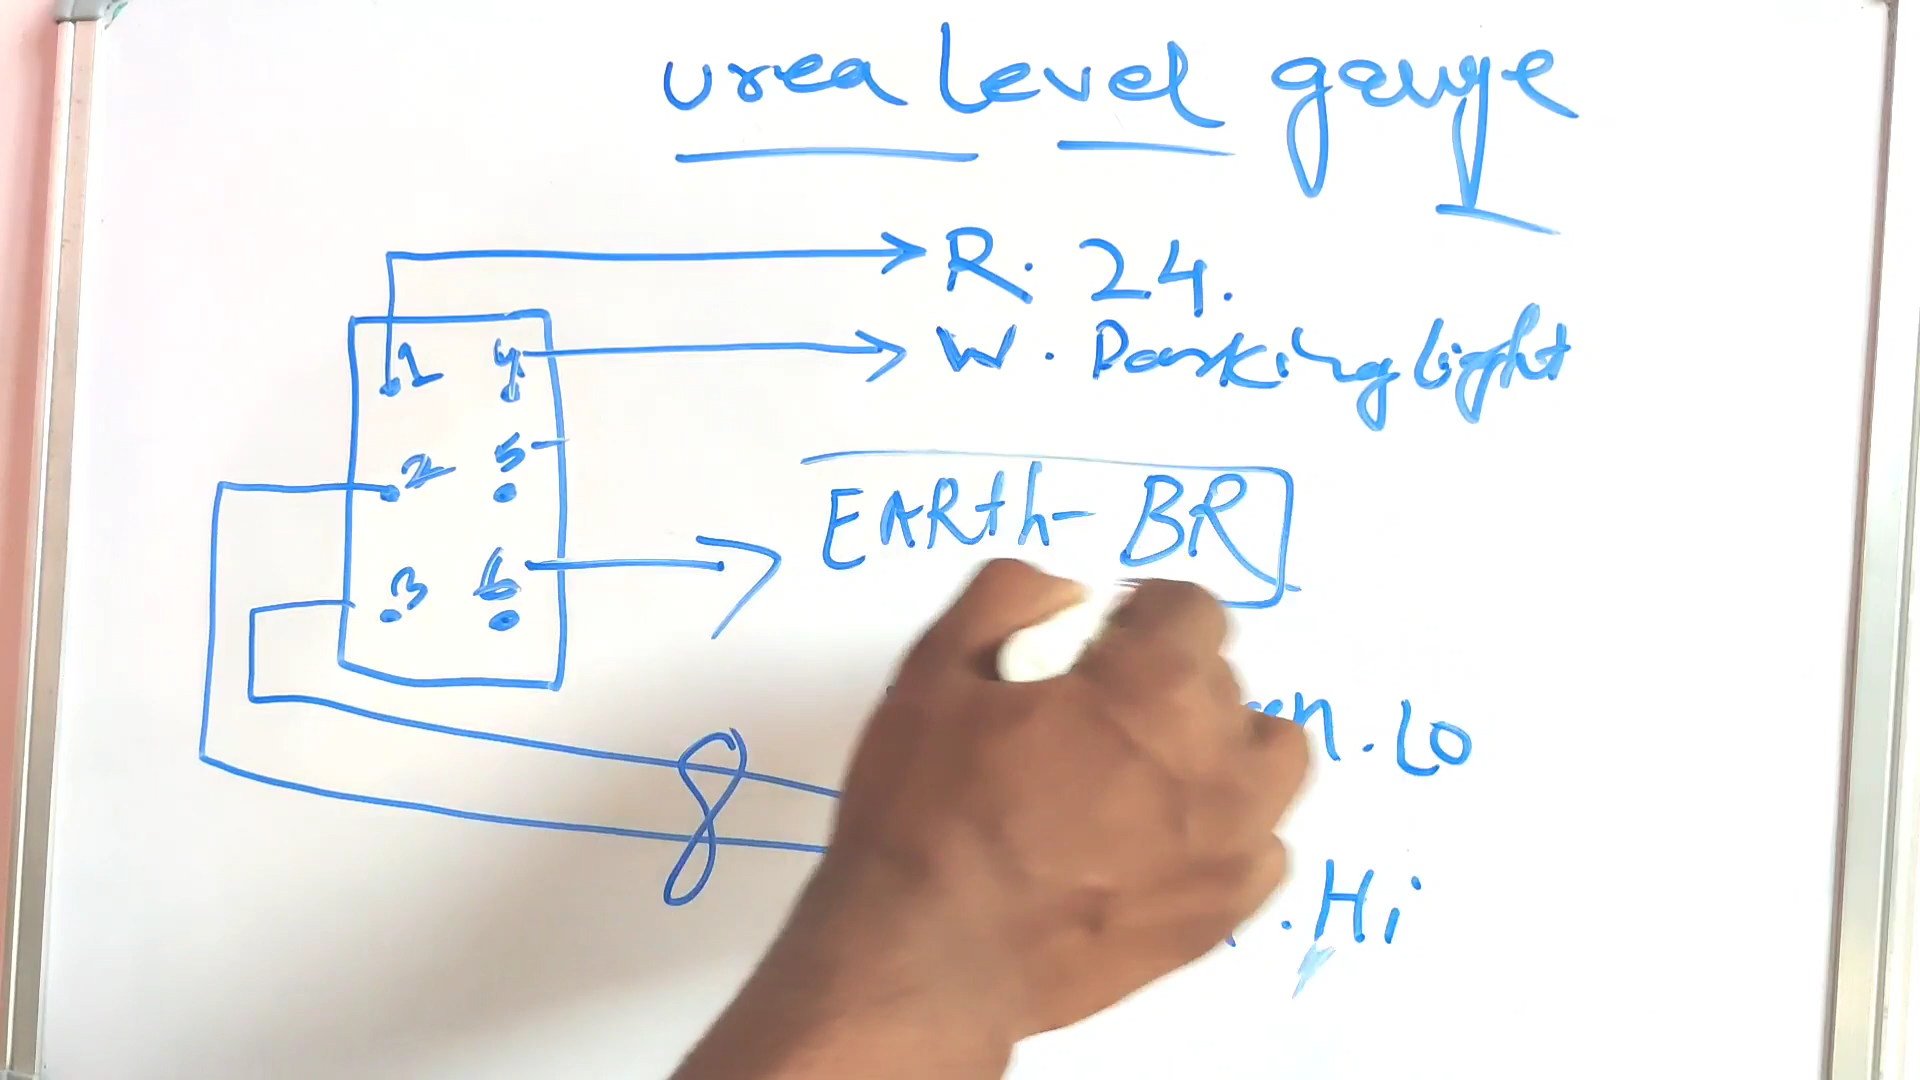 urea level gauge
R. 24.
W. Parking light
1 4
2 5
EARth- BR
3 6
. Lo
. Hi